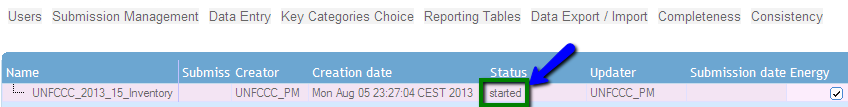 Users Submission Management Data Entry Key Categories Choice Reporting Tables Data Export / Import Completeness Consistency
Name Submiss Creator Creation date Status Updater Submission date Energy
UNFCCC_2013_15_Inventory UNFCCC_PM Mon Aug 05 23:27:04 CEST 2013 started UNFCCC_PM